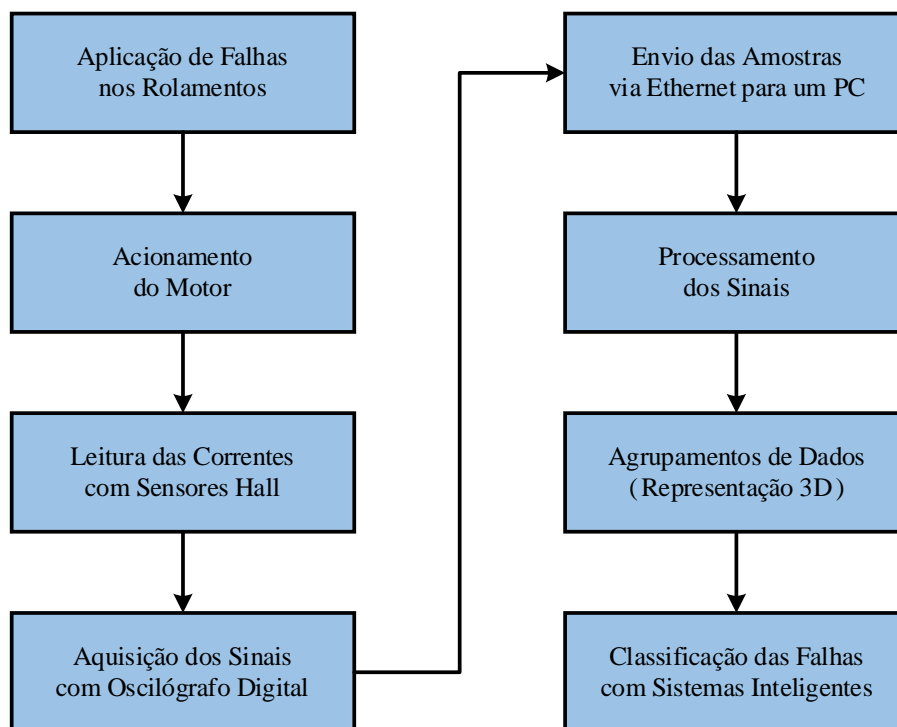 Aplicação de Falhas
nos Rolamentos
Acionamento
do Motor
Leitura das Correntes
com Sensores Hall
Aquisição dos Sinais
com Oscilógrafo Digital
Envio das Amostras
via Ethernet para um PC
Processamento
dos Sinais
Agrupamentos de Dados
(Representação 3D)
Classificação das Falhas
com Sistemas Inteligentes